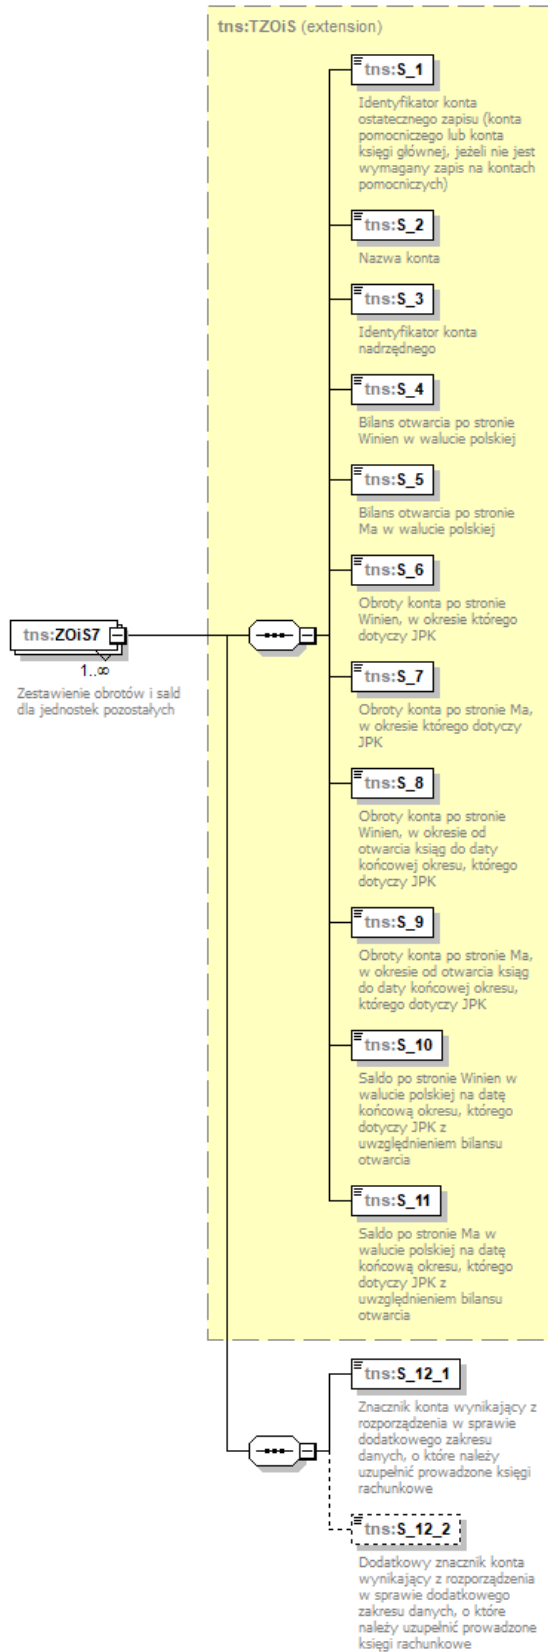 tns:TZOiS (extension)
tns:S_1
Identyfikator konta
ostatecznego zapisu (konta
pomocniczego lub konta
księgi głównej, jeżeli nie jest
wymagany zapis na kontach
pomocniczych)
tns:S_2
Nazwa konta
tns:S_3
Identyfikator konta
nadrzędnego
tns:S_4
Bilans otwarcia po stronie
Winien w walucie polskiej
tns:S_5
Bilans otwarcia po stronie
Ma w walucie polskiej
tns:S_6
Obroty konta po stronie
Winien, w okresie którego
dotyczy JPK
tns:ZOiS7
1..∞
Zestawienie obrotów i sald
dla jednostek pozostałych
tns:S_7
Obroty konta po stronie Ma,
w okresie którego dotyczy
JPK
tns:S_8
Obroty konta po stronie
Winien, w okresie od
otwarcia ksiąg do daty
końcowej okresu, którego
dotyczy JPK
tns:S_9
Obroty konta po stronie Ma,
w okresie od otwarcia ksiąg
do daty końcowej okresu,
którego dotyczy JPK
tns:S_10
Saldo po stronie Winien w
walucie polskiej na datę
końcową okresu, którego
dotyczy JPK z
uwzględnieniem bilansu
otwarcia
tns:S_11
Saldo po stronie Ma w
walucie polskiej na datę
końcową okresu, którego
dotyczy JPK z
uwzględnieniem bilansu
otwarcia
tns:S_12_1
Znacznik konta wynikający z
rozporządzenia w sprawie
dodatkowego zakresu
danych, o które należy
uzupełnić prowadzone księgi
rachunkowe
tns:S_12_2
Dodatkowy znacznik konta
wynikający z rozporządzenia
w sprawie dodatkowego
zakresu danych, o które
należy uzupełnić prowadzone
księgi rachunkowe